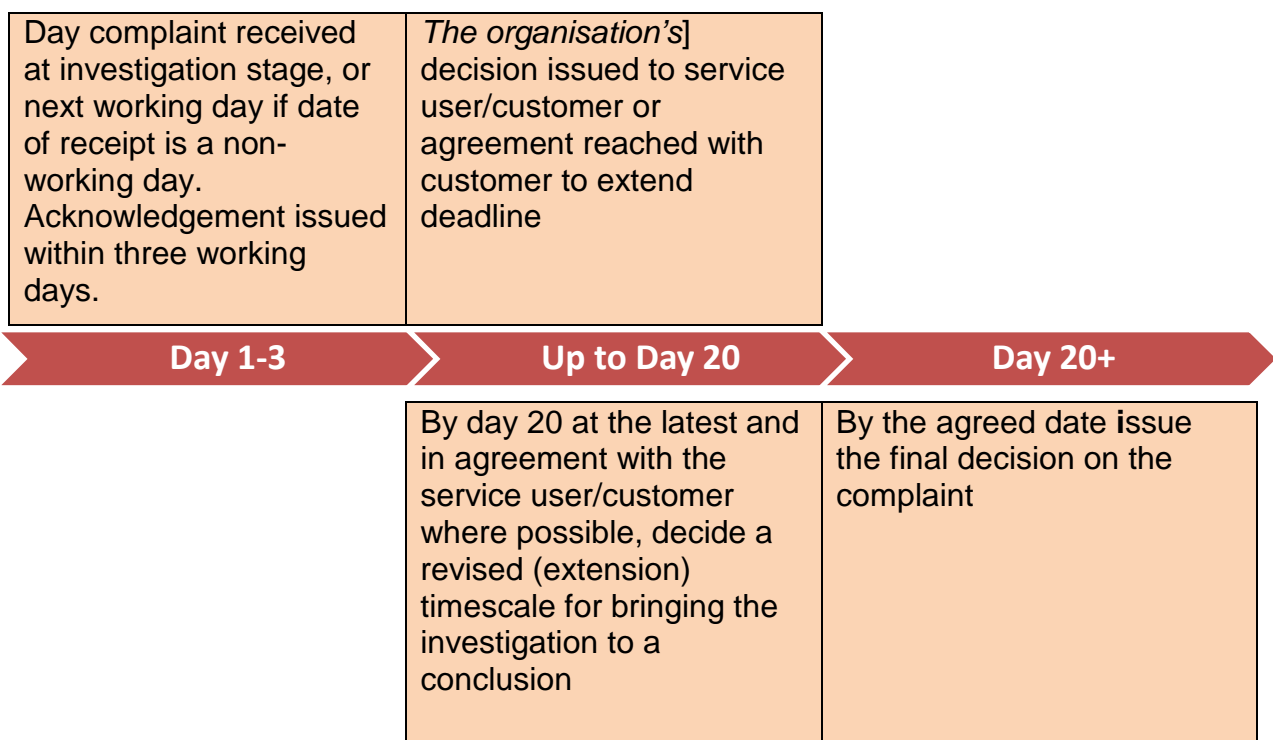 Day complaint received
at investigation stage, or
next working day if date
of receipt is a non-
working day.
Acknowledgement issued
within three working
days.
The organisation’s]
decision issued to service
user/customer or
agreement reached with
customer to extend
deadline
Day 1-3
Up to Day 20
Day 20+
By day 20 at the latest and
in agreement with the
service user/customer
where possible, decide a
revised (extension)
timescale for bringing the
investigation to a
conclusion
By the agreed date issue
the final decision on the
complaint